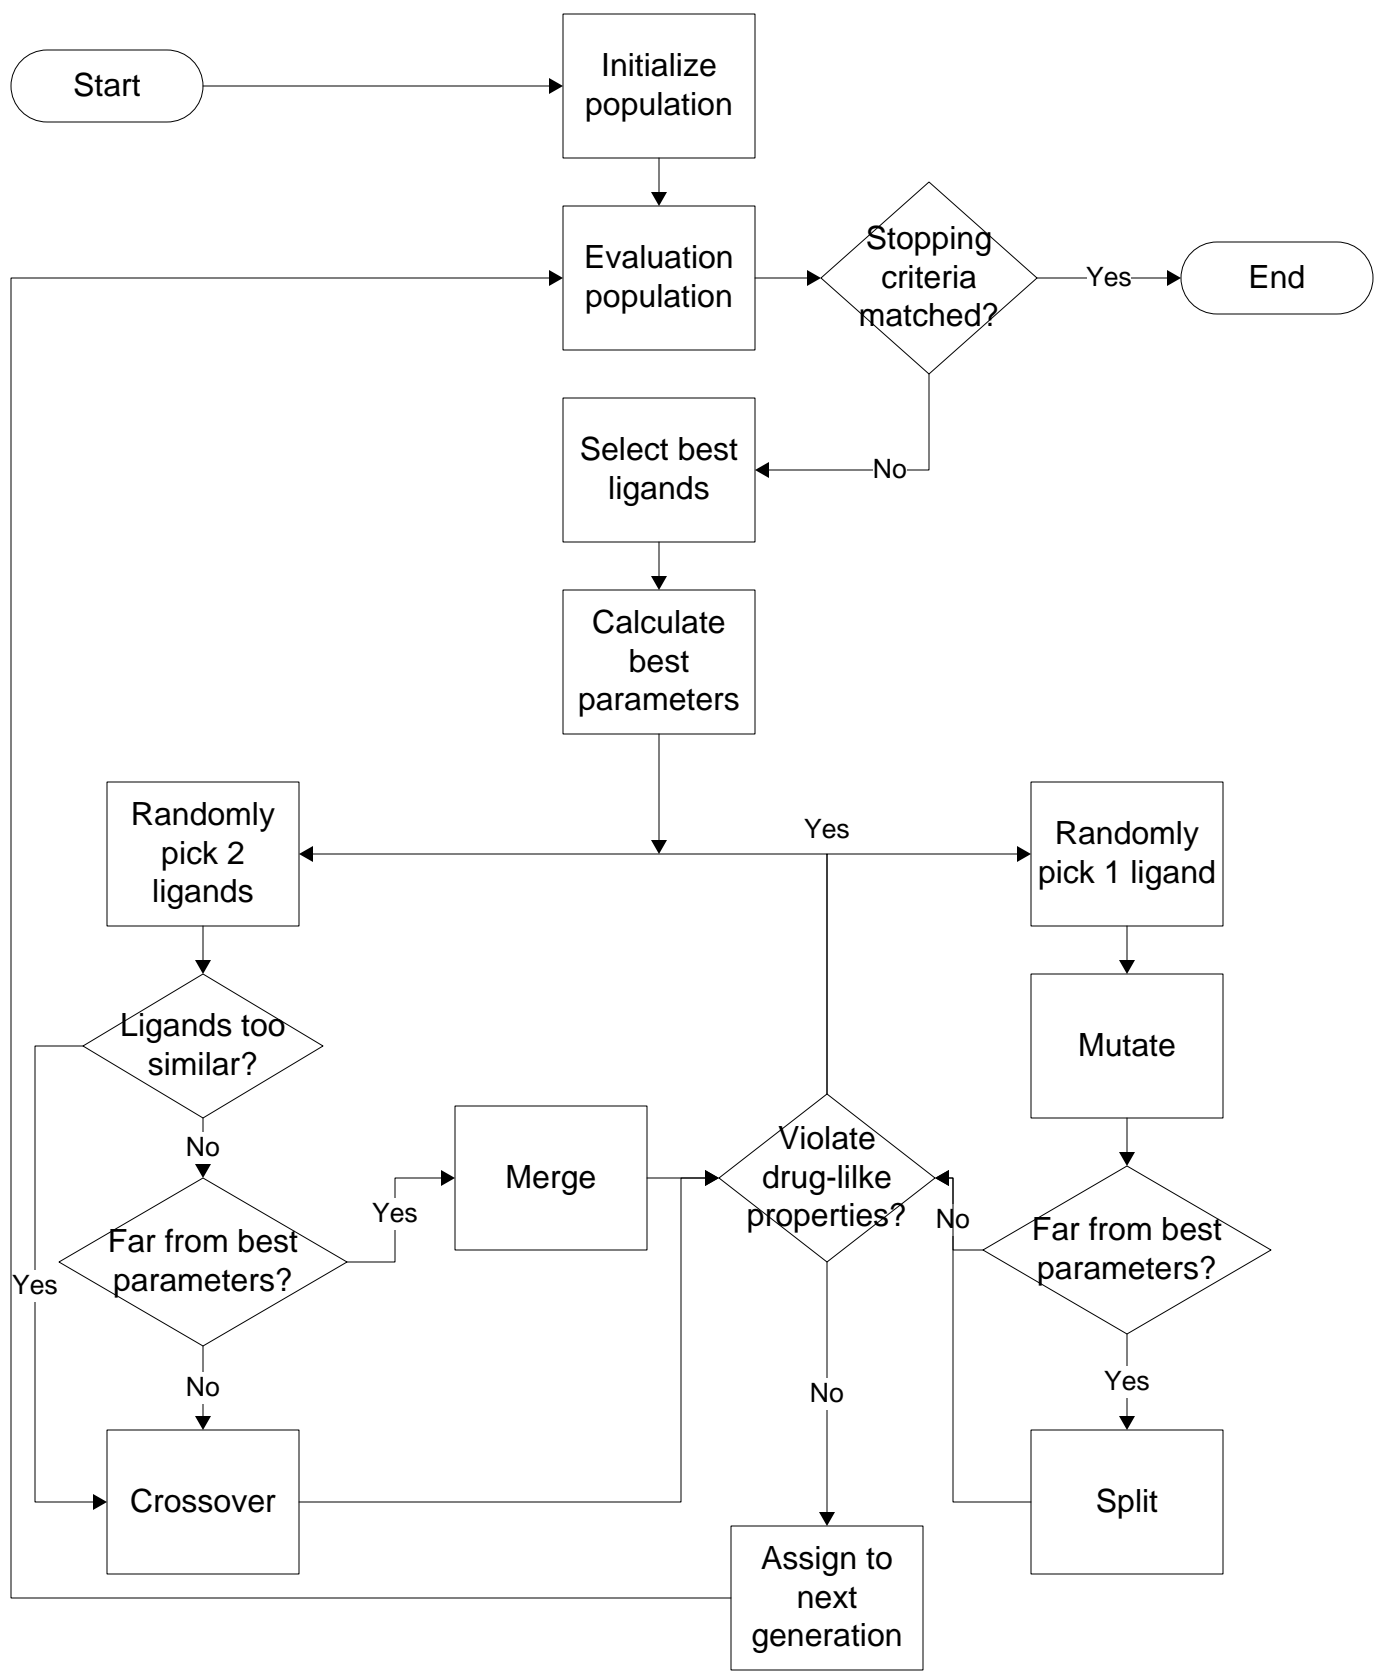 Start
Initialize
population
Evaluation
population
Stopping
criteria
matched?
Yes
End
No
Select best
ligands
Calculate
best
parameters
Randomly
pick 2
ligands
Yes
Randomly
pick 1 ligand
Ligands too
similar?
Mutate
No
Merge
Violate
drug-lilke
properties?
Yes
No
Far from best
parameters?
Far from best
parameters?
Yes
No
No
Yes
Crossover
Split
Assign to
next
generation